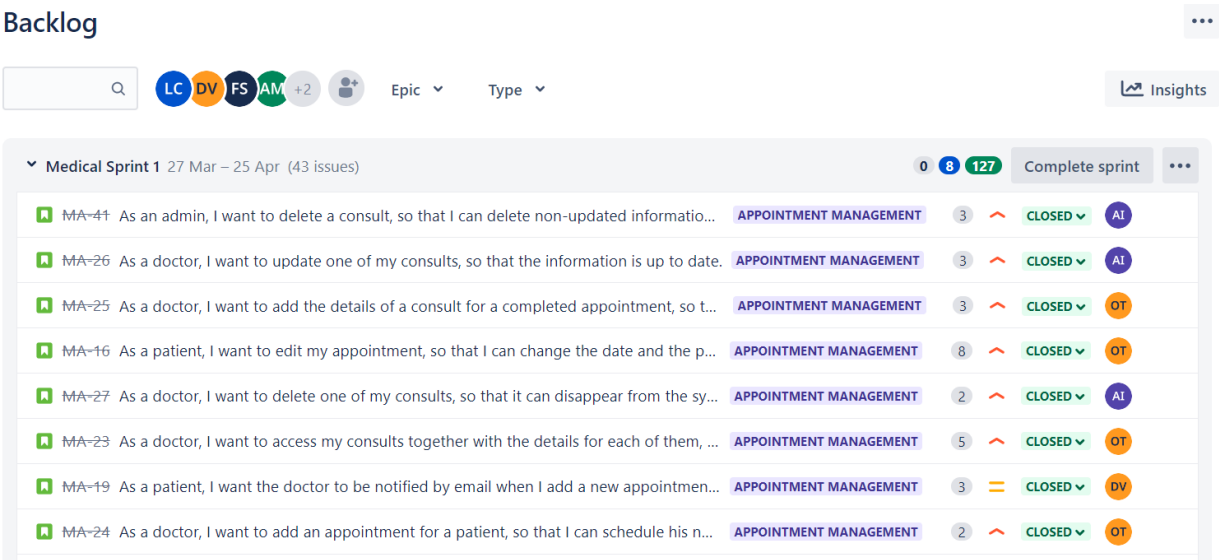 Backlog
LC DV FS AM +2 Epic Type Insights
Medical Sprint 1 27 Mar – 25 Apr (43 issues) 0 8 127 Complete sprint
MA-41 As an admin, I want to delete a consult, so that I can delete non-updated informatio... APPOINTMENT MANAGEMENT 3 CLOSED AI
MA-26 As a doctor, I want to update one of my consults, so that the information is up to date. APPOINTMENT MANAGEMENT 3 CLOSED AI
MA-25 As a doctor, I want to add the details of a consult for a completed appointment, so t... APPOINTMENT MANAGEMENT 3 CLOSED OT
MA-16 As a patient, I want to edit my appointment, so that I can change the date and the p... APPOINTMENT MANAGEMENT 8 CLOSED OT
MA-27 As a doctor, I want to delete one of my consults, so that it can disappear from the sy... APPOINTMENT MANAGEMENT 2 CLOSED AI
MA-23 As a doctor, I want to access my consults together with the details for each of them, ... APPOINTMENT MANAGEMENT 5 CLOSED OT
MA-19 As a patient, I want the doctor to be notified by email when I add a new appointmen... APPOINTMENT MANAGEMENT 3 CLOSED DV
MA-24 As a doctor, I want to add an appointment for a patient, so that I can schedule his n... APPOINTMENT MANAGEMENT 2 CLOSED OT